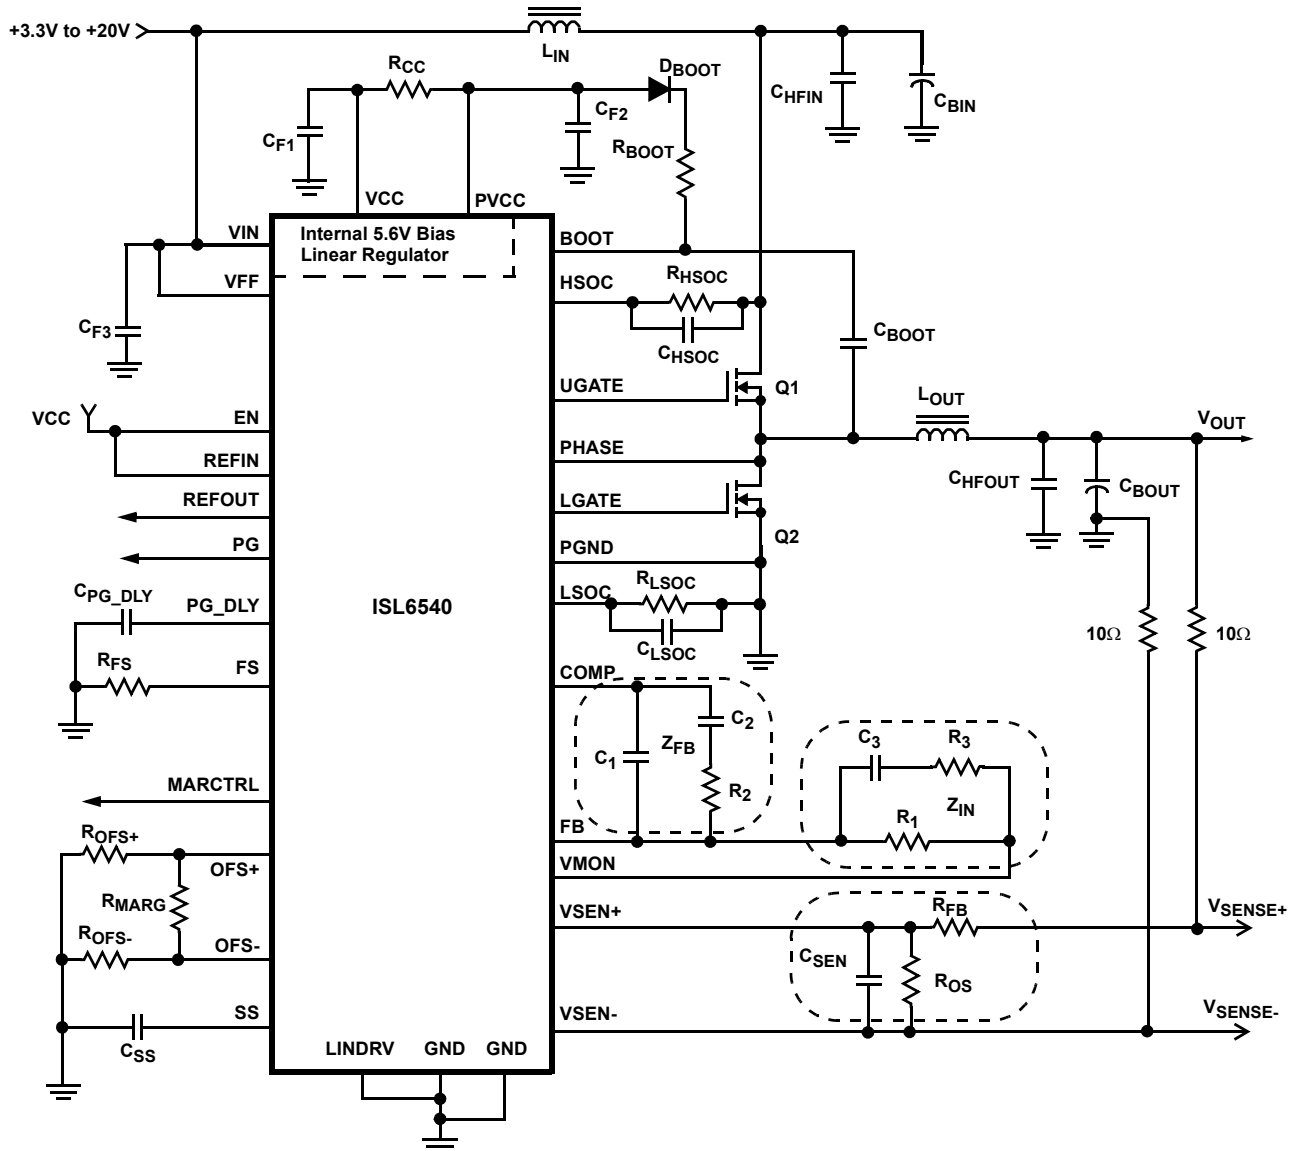 +3.3V to +20V
LIN
RCC
DBOOT
CHFIN
CBIN
CF1
CF2
RBOOT
VCC
PVCC
VIN
Internal 5.6V Bias
Linear Regulator
BOOT
VFF
HSOC
RHSOC
CF3
CHSOC
CBOOT
UGATE
Q1
LOUT
VCC
EN
VOUT
REFIN
PHASE
CHFOUT
CBOUT
REFOUT
LGATE
Q2
PG
PGND
CPG_DLY
PG_DLY
ISL6540
LSOC
RLSOC
CLSOC
10Ω
10Ω
RFS
FS
COMP
C2
ZFB
C1
R2
C3
R3
ZIN
R1
MARCTRL
FB
ROFS+
OFS+
VMON
RMARG
VSEN+
RFB
VSENSE+
ROFS-
OFS-
CSEN
ROS
SS
VSEN-
VSENSE-
CSS
LINDRV
GND
GND